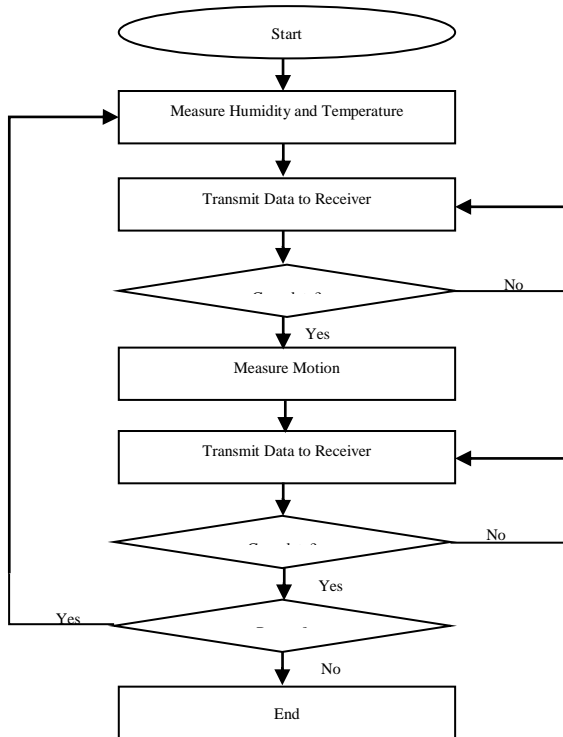 Start
Measure Humidity and Temperature
Transmit Data to Receiver
No
Yes
Measure Motion
Transmit Data to Receiver
No
Yes
Yes
No
End